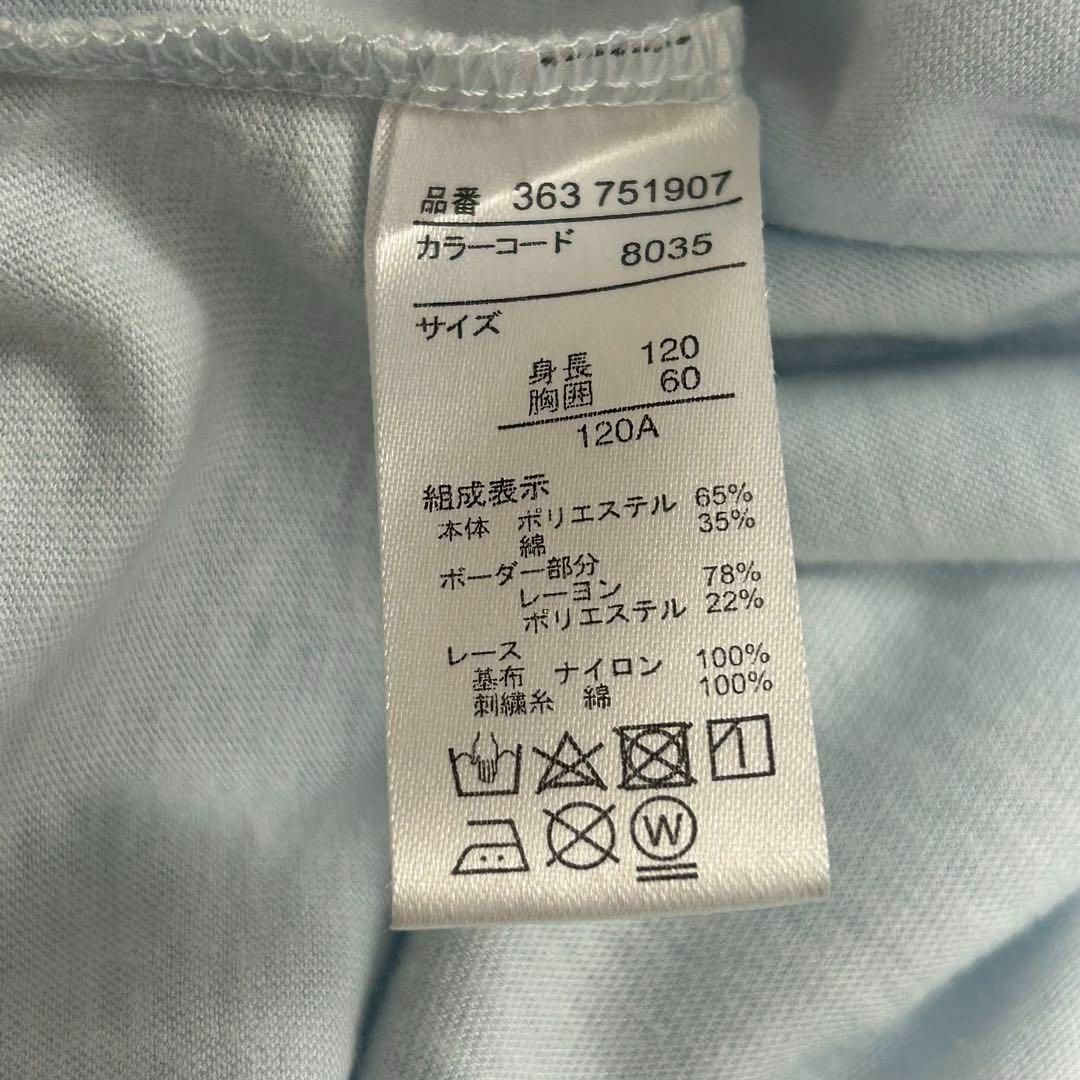 品番 363 751907
カラーコード 8035
サイズ
身長 120
胸囲 60
120A
組成表示
本体 ポリエステル 65%
綿 35%
ボーダー部分
レーヨン 78%
ポリエステル 22%
レース
基布 ナイロン 100%
刺繍糸 綿 100%
W